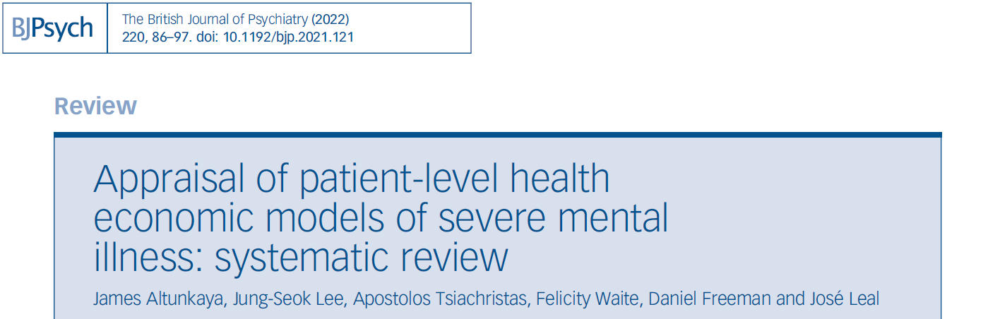 BJPsych
The British Journal of Psychiatry (2022)
220, 86–97. doi: 10.1192/bjp.2021.121
Review
Appraisal of patient-level health
economic models of severe mental
illness: systematic review
James Altunkaya, Jung-Seok Lee, Apostolos Tsiachristas, Felicity Waite, Daniel Freeman and José Leal